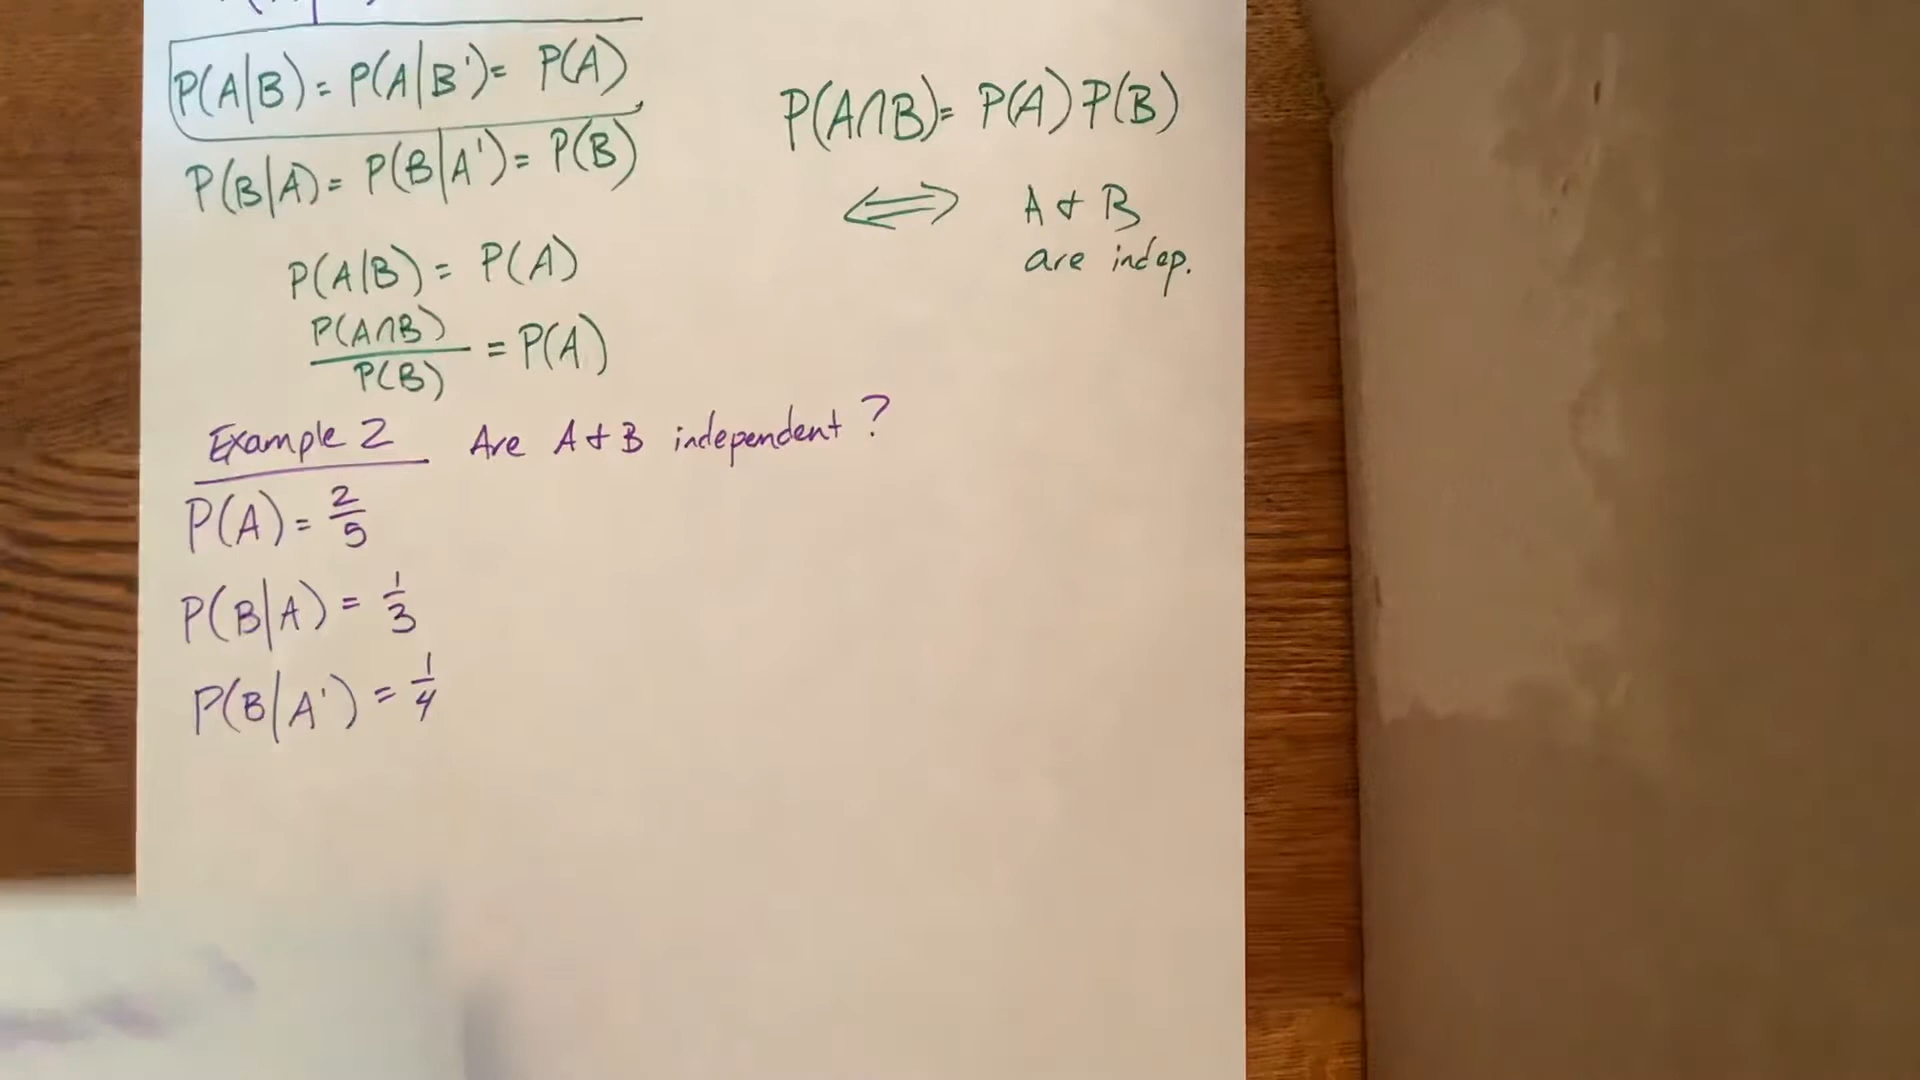 P(A|B) = P(A|B') = P(A)
P(B|A) = P(B|A') = P(B)
P(A|B) = P(A)
P(A∩B)
P(B)
= P(A)
P(A∩B) = P(A) P(B)
⟺ A & B
are indep.
Example 2 Are A & B independent ?
P(A) = 2/5
P(B|A) = 1/3
P(B|A') = 1/4